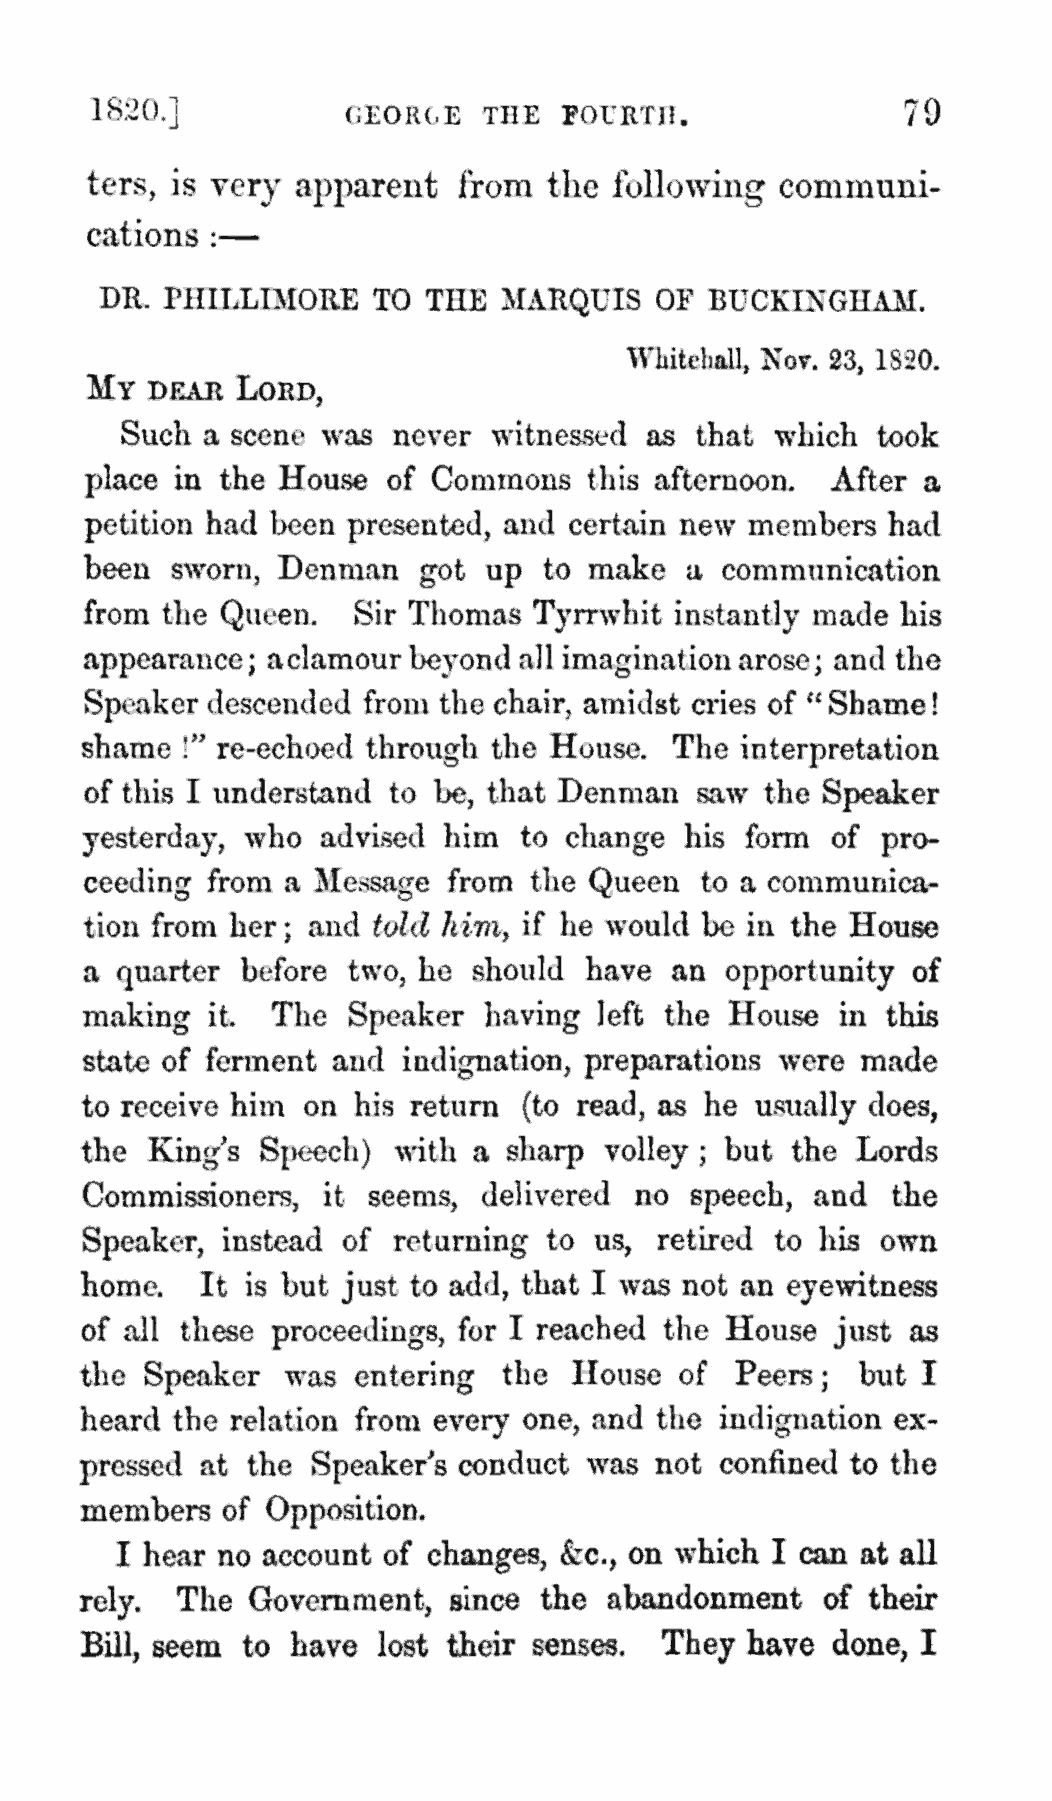 1820.] GEORGE THE FOURTH. 79
ters, is very apparent from the following communi-
cations :—
DR. PHILLIMORE TO THE MARQUIS OF BUCKINGHAM.
Whitehall, Nov. 23, 1820.
MY DEAR LORD,
Such a scene was never witnessed as that which took
place in the House of Commons this afternoon. After a
petition had been presented, and certain new members had
been sworn, Denman got up to make a communication
from the Queen. Sir Thomas Tyrrwhit instantly made his
appearance; a clamour beyond all imagination arose; and the
Speaker descended from the chair, amidst cries of "Shame!
shame !" re-echoed through the House. The interpretation
of this I understand to be, that Denman saw the Speaker
yesterday, who advised him to change his form of pro-
ceeding from a Message from the Queen to a communica-
tion from her; and told him, if he would be in the House
a quarter before two, he should have an opportunity of
making it. The Speaker having left the House in this
state of ferment and indignation, preparations were made
to receive him on his return (to read, as he usually does,
the King's Speech) with a sharp volley; but the Lords
Commissioners, it seems, delivered no speech, and the
Speaker, instead of returning to us, retired to his own
home. It is but just to add, that I was not an eyewitness
of all these proceedings, for I reached the House just as
the Speaker was entering the House of Peers; but I
heard the relation from every one, and the indignation ex-
pressed at the Speaker's conduct was not confined to the
members of Opposition.
I hear no account of changes, &c., on which I can at all
rely. The Government, since the abandonment of their
Bill, seem to have lost their senses. They have done, I